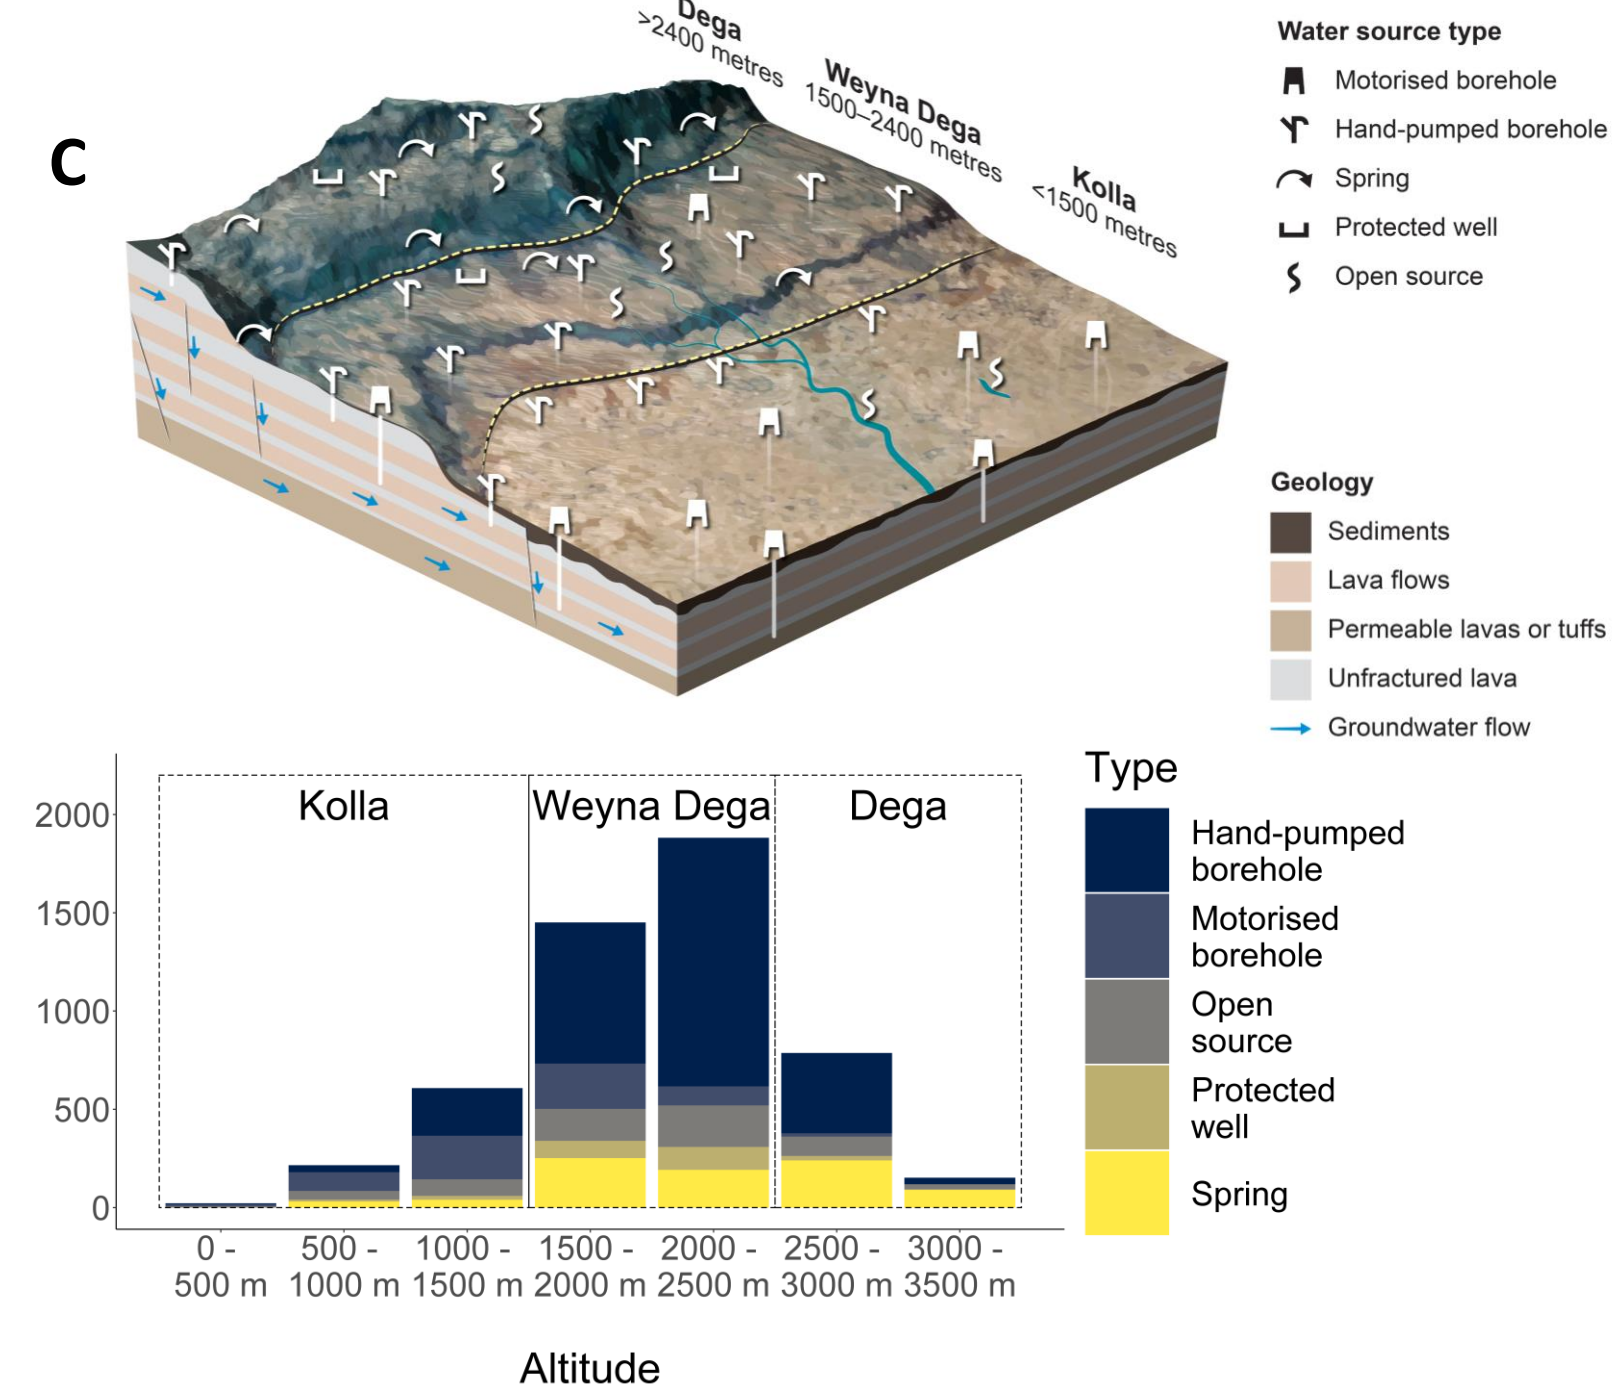 C
Dega
>2400 metres
Weyna Dega
1500–2400 metres
Kolla
<1500 metres
Water source type
Motorised borehole
Hand-pumped borehole
Spring
Protected well
Open source
Geology
Sediments
Lava flows
Permeable lavas or tuffs
Unfractured lava
Groundwater flow
2000
1500
1000
500
0
Kolla
Weyna Dega
Dega
0 -
500 m
500 -
1000 m
1000 -
1500 m
1500 -
2000 m
2000 -
2500 m
2500 -
3000 m
3000 -
3500 m
Altitude
Type
Hand-pumped
borehole
Motorised
borehole
Open
source
Protected
well
Spring